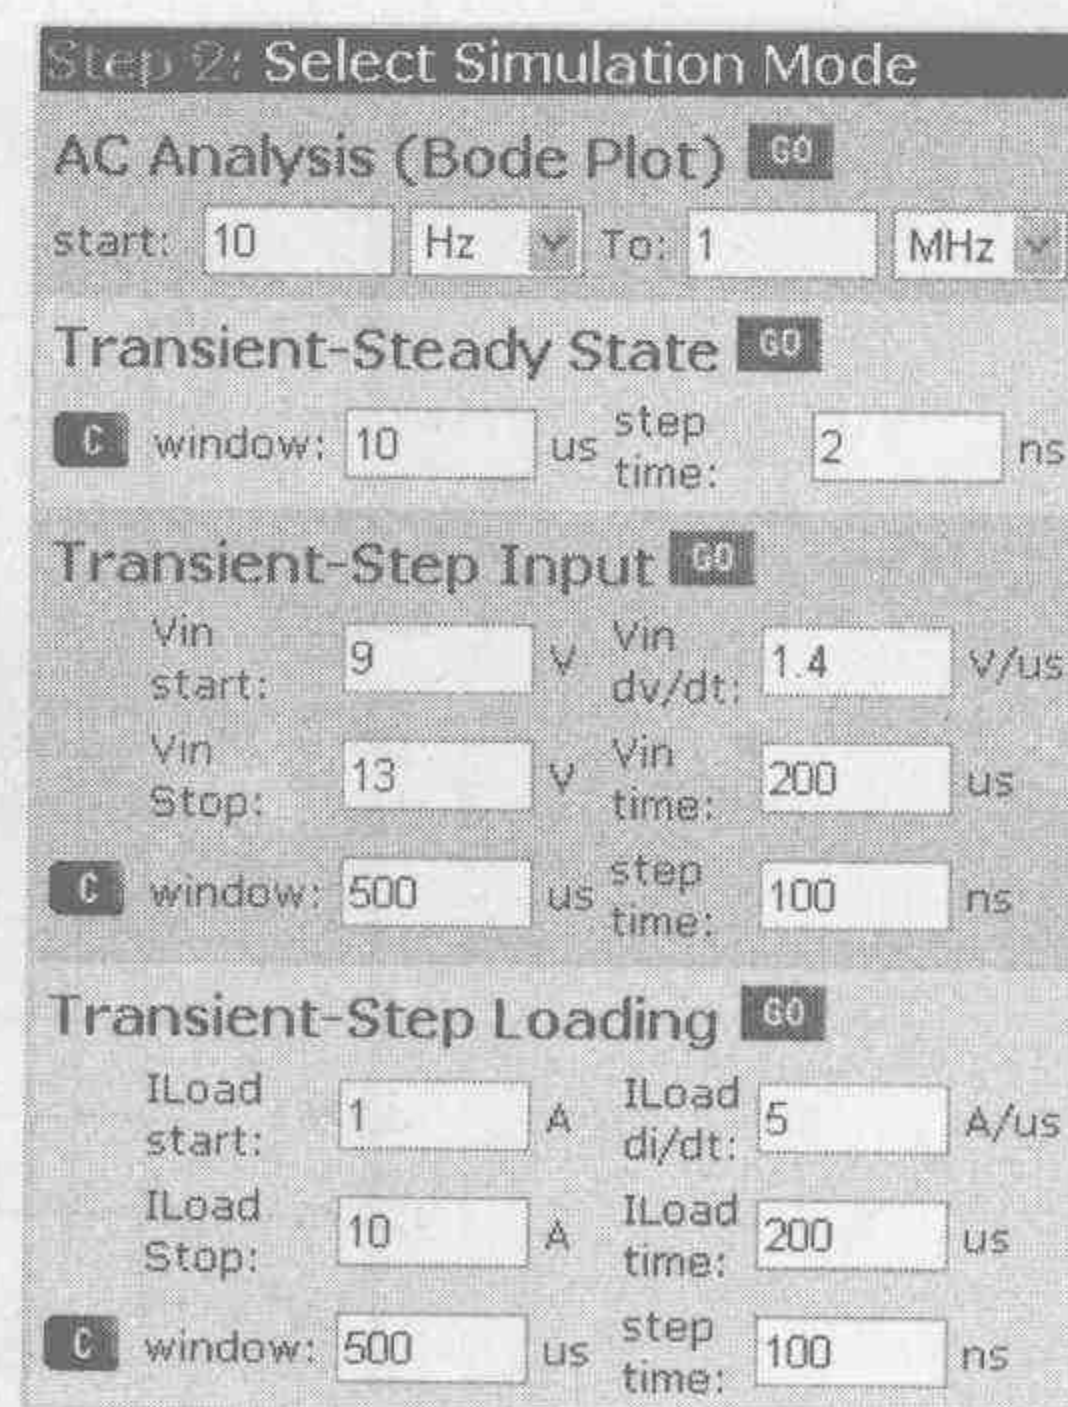 Step 2: Select Simulation Mode
AC Analysis (Bode Plot) GO
start: 10 Hz To: 1 MHz
Transient-Steady State GO
C window: 10 us step time: 2 ns
Transient-Step Input GO
Vin start: 9 V Vin dv/dt: 1.4 V/us
Vin Stop: 13 V Vin time: 200 us
C window: 500 us step time: 100 ns
Transient-Step Loading GO
ILoad start: 1 A ILoad di/dt: 5 A/us
ILoad Stop: 10 A ILoad time: 200 us
C window: 500 us step time: 100 ns